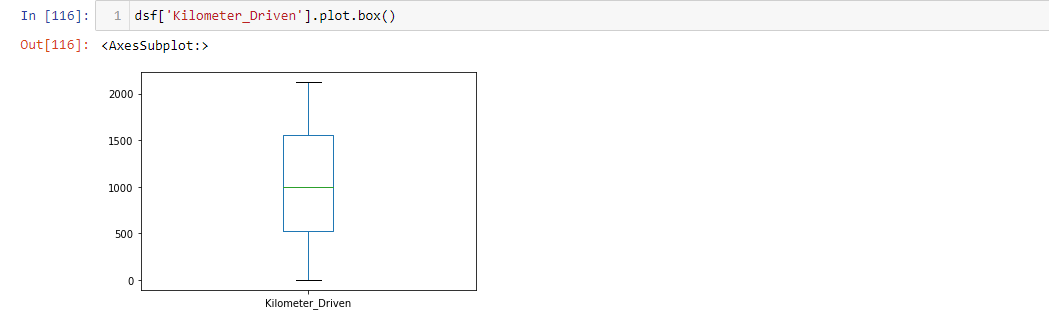 In [116]: 1 dsf['Kilometer_Driven'].plot.box()
Out[116]: <AxesSubplot:>
2000
1500
1000
500
0
Kilometer_Driven